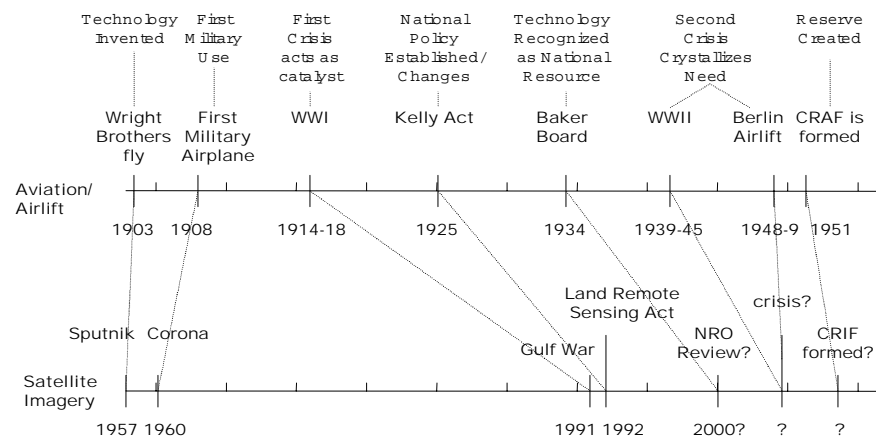 Technology First First National Technology Second Reserve
Invented Military Crisis Policy Recognized Crisis Created
Use acts as Established/ as National Crystallizes
catalyst Changes Resource Need
Wright First WWI Kelly Act Baker WWII Berlin CRAF is
Brothers Military Board Airlift formed
fly Airplane
Aviation/
Airlift
1903 1908 1914-18 1925 1934 1939-45 1948-9 1951
Land Remote crisis?
Sensing Act
Sputnik Corona Gulf War NRO CRIF
Review? formed?
Satellite
Imagery
1957 1960 1991 1992 2000? ? ?